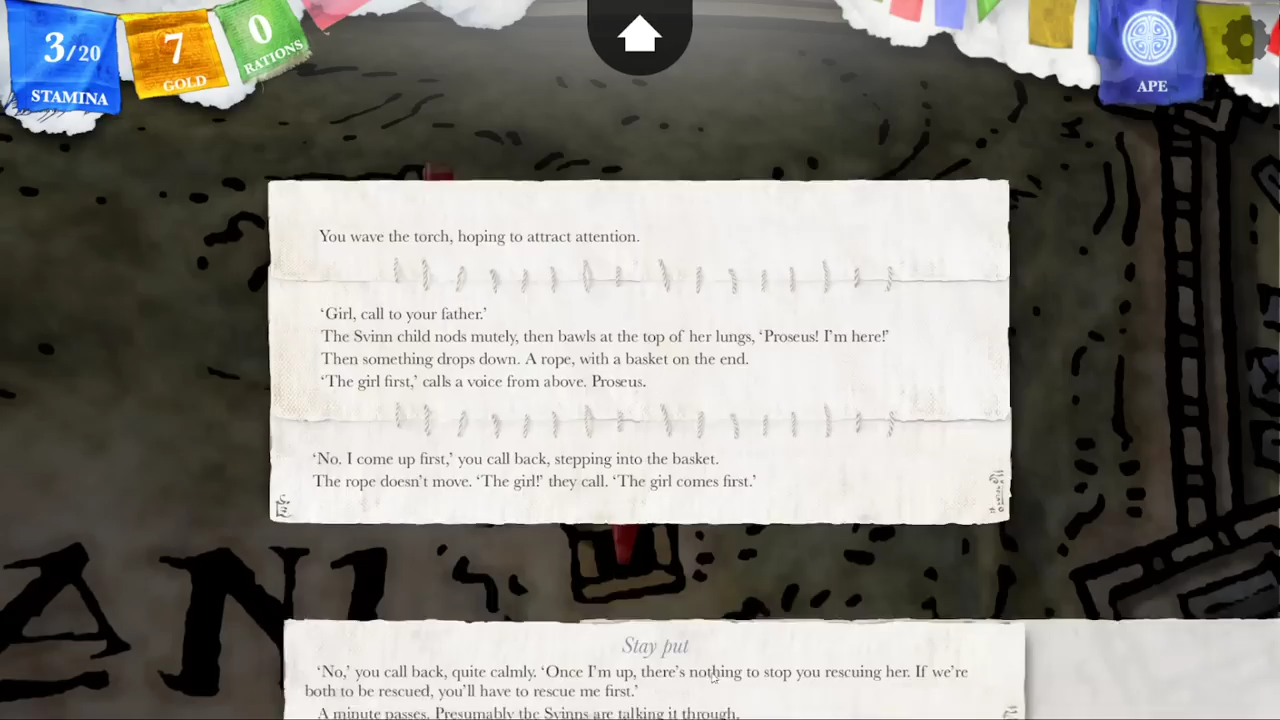 3/20
STAMINA
7
GOLD
0
RATIONS
APE
You wave the torch, hoping to attract attention.
‘Girl, call to your father.’
The Svinn child nods mutely, then bawls at the top of her lungs, ‘Proseus! I’m here!’
Then something drops down. A rope, with a basket on the end.
‘The girl first,’ calls a voice from above. Proseus.
‘No. I come up first,’ you call back, stepping into the basket.
The rope doesn’t move. ‘The girl!’ they call. ‘The girl comes first.’
ANI
Stay put
‘No,’ you call back, quite calmly. ‘Once I’m up, there’s nothing to stop you rescuing her. If we’re
both to be rescued, you’ll have to rescue me first.’
A minute passes. Presumably the Svinns are talking it through.